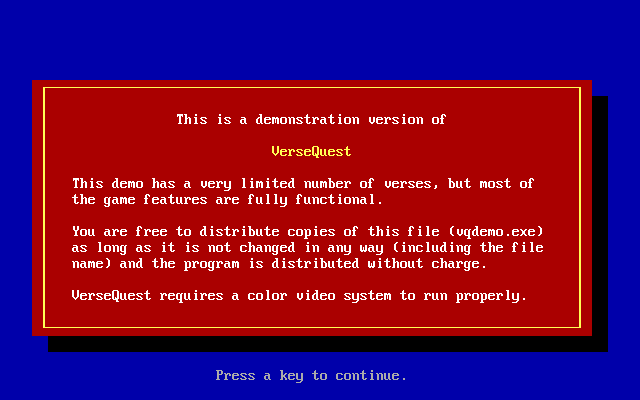 This is a demonstration version of
VerseQuest
This demo has a very limited number of verses, but most of
the game features are fully functional.
You are free to distribute copies of this file (vqdemo.exe)
as long as it is not changed in any way (including the file
name) and the program is distributed without charge.
VerseQuest requires a color video system to run properly.
Press a key to continue.